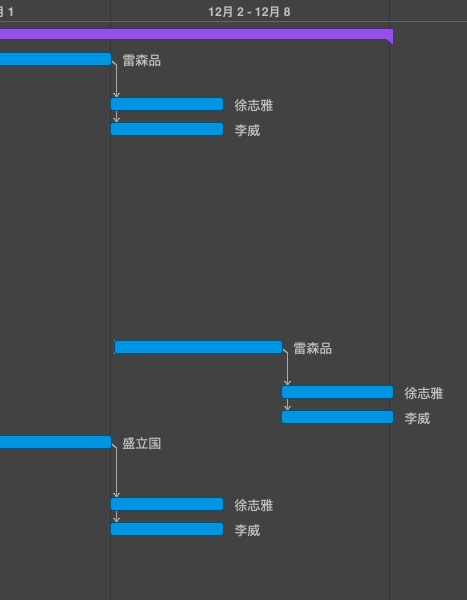 月 1
12月 2 - 12月 8
雷森品
徐志雅
李威
雷森品
徐志雅
李威
盛立国
徐志雅
李威